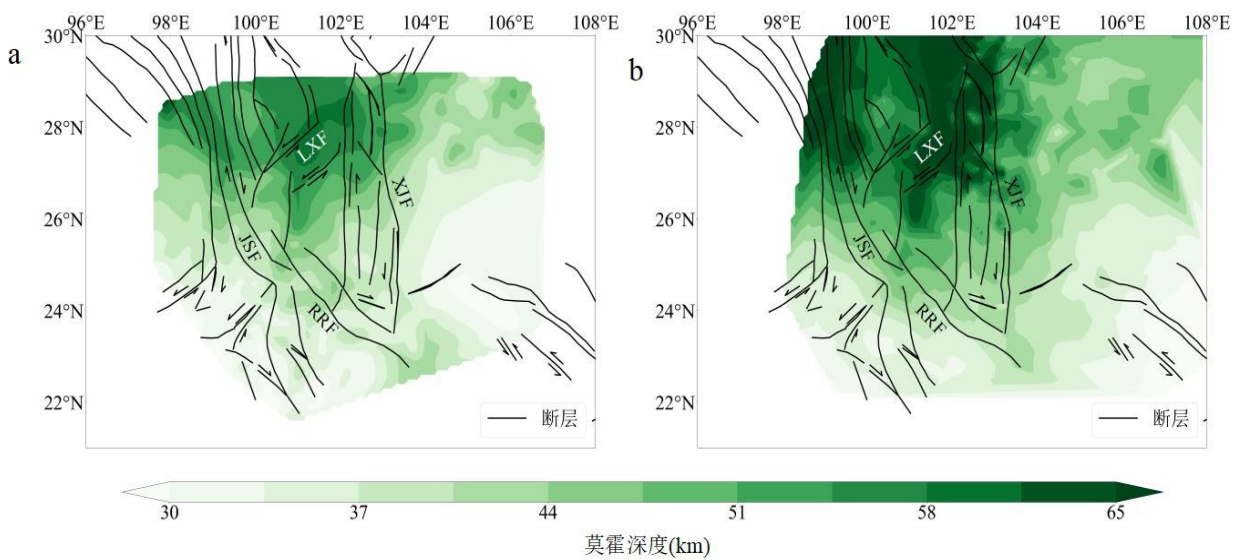 96°E 98°E 100°E 102°E 104°E 106°E 108°E
96°E 98°E 100°E 102°E 104°E 106°E 108°E
a
30°N
28°N
26°N
24°N
22°N
LXF
XJF
JSF
RRF
断层
b
30°N
28°N
26°N
24°N
22°N
LXF
XJF
JSF
RRF
断层
30 37 44 51 58 65
莫霍深度(km)